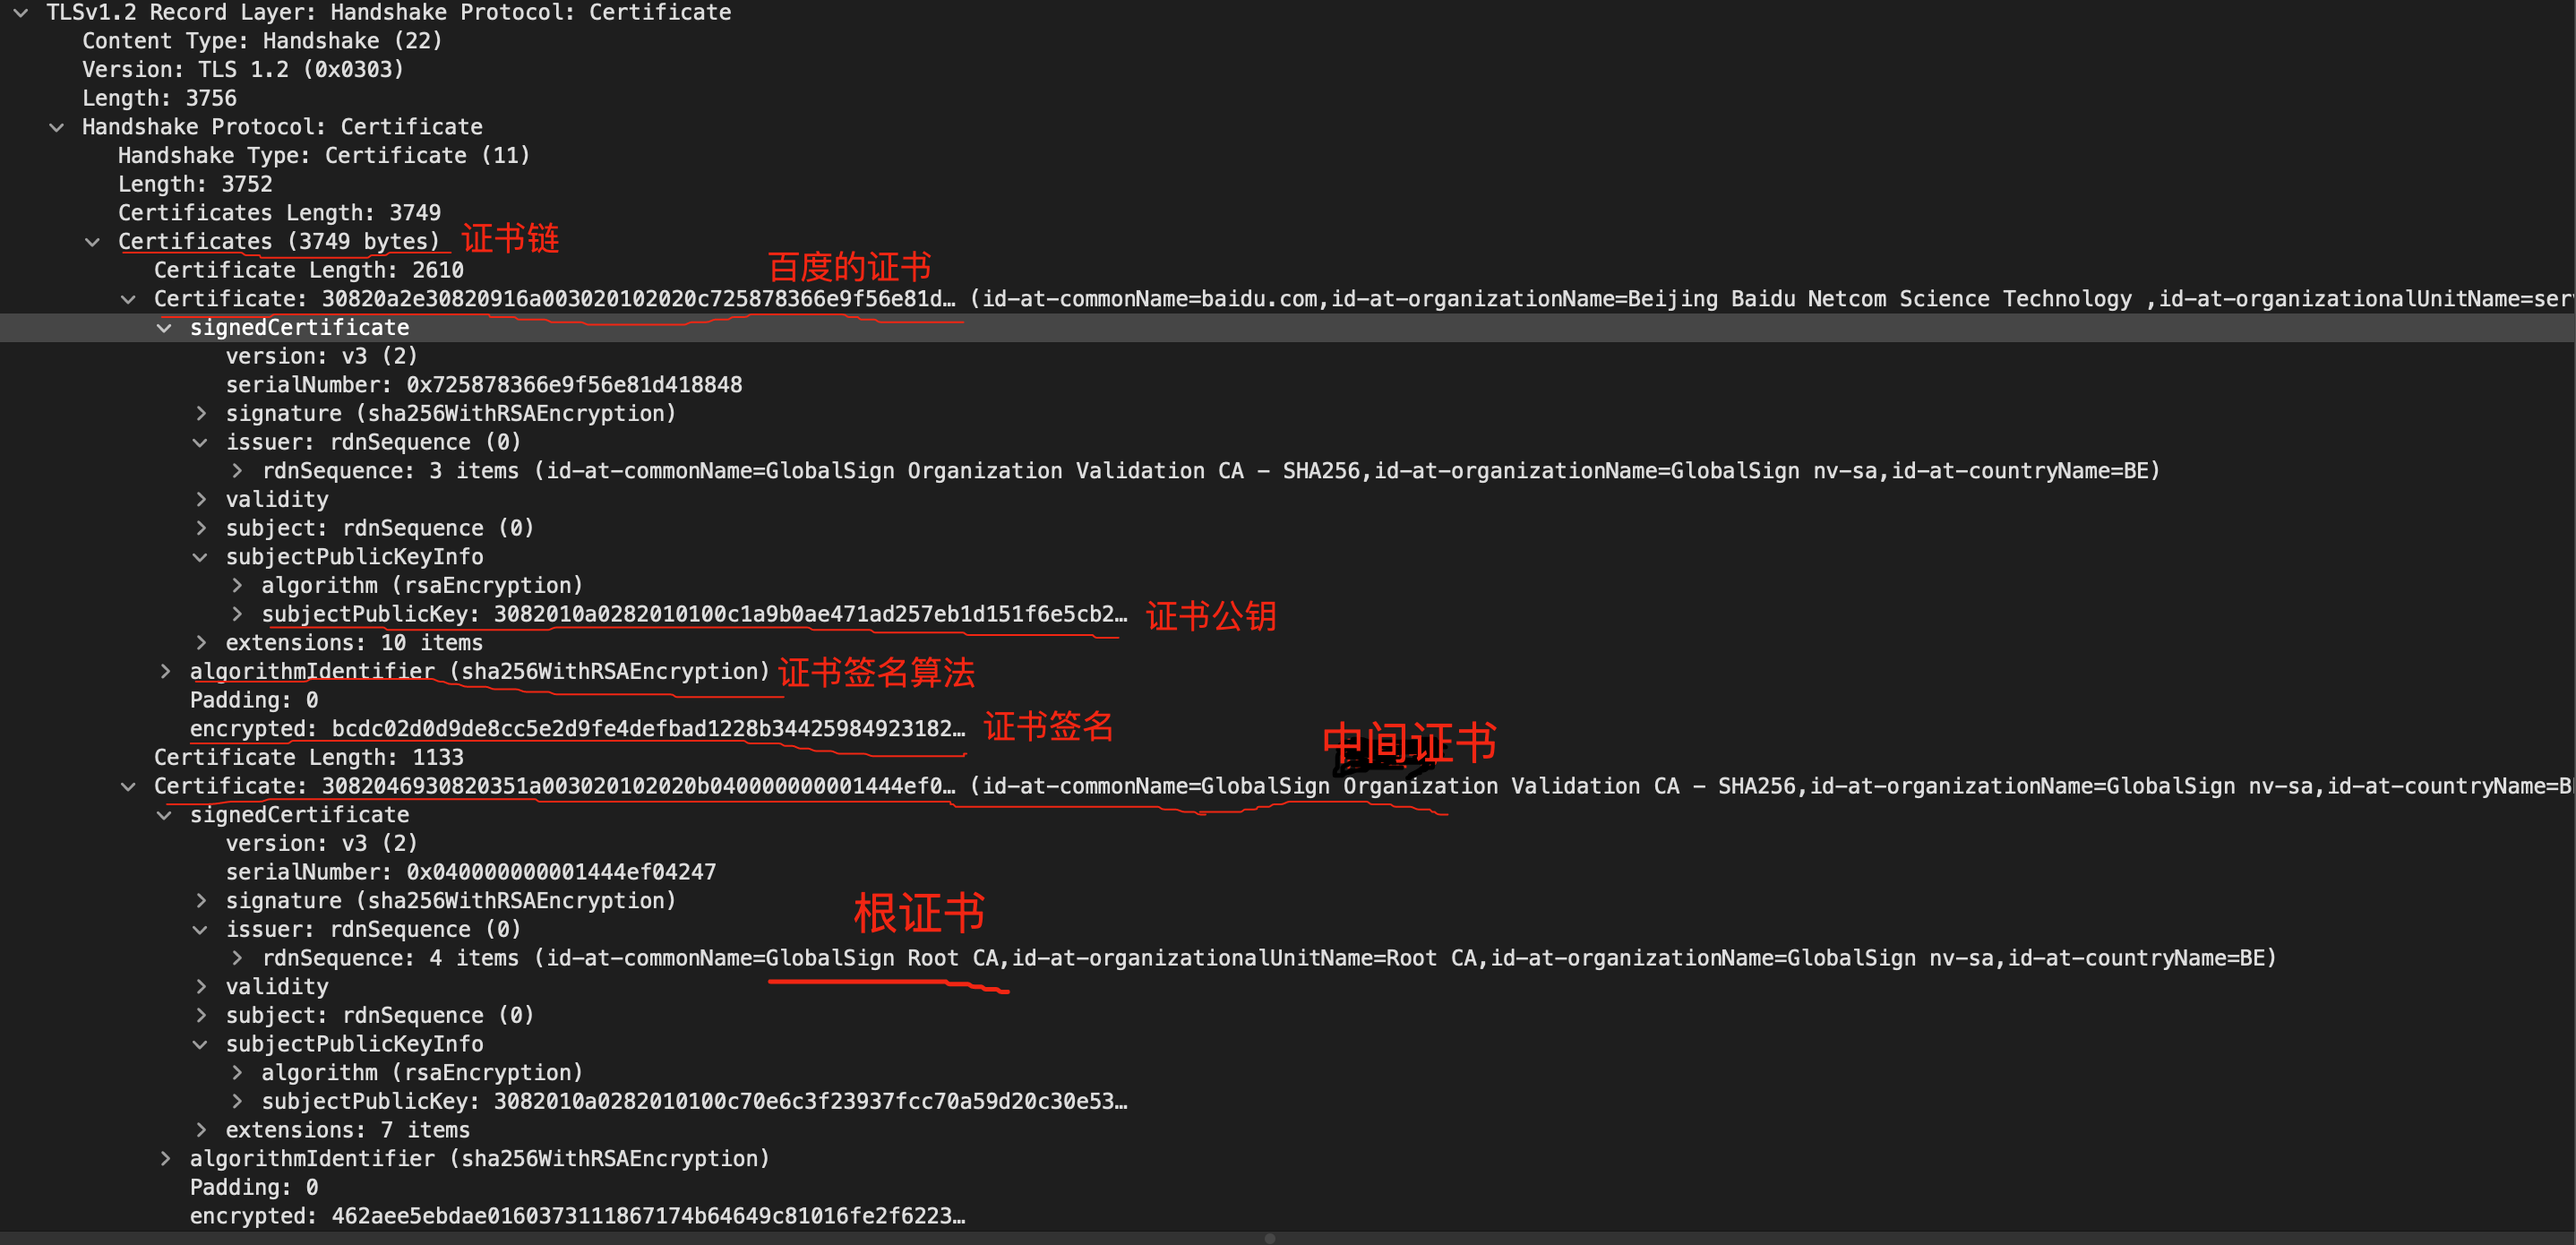 TLSv1.2 Record Layer: Handshake Protocol: Certificate
Content Type: Handshake (22)
Version: TLS 1.2 (0x0303)
Length: 3756
Handshake Protocol: Certificate
Handshake Type: Certificate (11)
Length: 3752
Certificates Length: 3749
Certificates (3749 bytes) 证书链
Certificate Length: 2610 百度的证书
Certificate: 30820a2e30820916a003020102020c725878366e9f56e81d… (id-at-commonName=baidu.com,id-at-organizationName=Beijing Baidu Netcom Science Technology ,id-at-organizationalUnitName=ser
signedCertificate
version: v3 (2)
serialNumber: 0x725878366e9f56e81d418848
signature (sha256WithRSAEncryption)
issuer: rdnSequence (0)
rdnSequence: 3 items (id-at-commonName=GlobalSign Organization Validation CA - SHA256,id-at-organizationName=GlobalSign nv-sa,id-at-countryName=BE)
validity
subject: rdnSequence (0)
subjectPublicKeyInfo
algorithm (rsaEncryption)
subjectPublicKey: 3082010a0282010100c1a9b0ae471ad257eb1d151f6e5cb2… 证书公钥
extensions: 10 items
algorithmIdentifier (sha256WithRSAEncryption) 证书签名算法
Padding: 0
encrypted: bcdc02d0d9de8cc5e2d9fe4defbad1228b34425984923182… 证书签名
中间证书
Certificate Length: 1133
Certificate: 3082046930820351a003020102020b040000000001444ef0… (id-at-commonName=GlobalSign Organization Validation CA - SHA256,id-at-organizationName=GlobalSign nv-sa,id-at-countryName=B
signedCertificate
version: v3 (2)
serialNumber: 0x040000000001444ef04247
signature (sha256WithRSAEncryption)
根证书
issuer: rdnSequence (0)
rdnSequence: 4 items (id-at-commonName=GlobalSign Root CA,id-at-organizationalUnitName=Root CA,id-at-organizationName=GlobalSign nv-sa,id-at-countryName=BE)
validity
subject: rdnSequence (0)
subjectPublicKeyInfo
algorithm (rsaEncryption)
subjectPublicKey: 3082010a0282010100c70e6c3f23937fcc70a59d20c30e53…
extensions: 7 items
algorithmIdentifier (sha256WithRSAEncryption)
Padding: 0
encrypted: 462aee5ebdae0160373111867174b64649c81016fe2f6223…